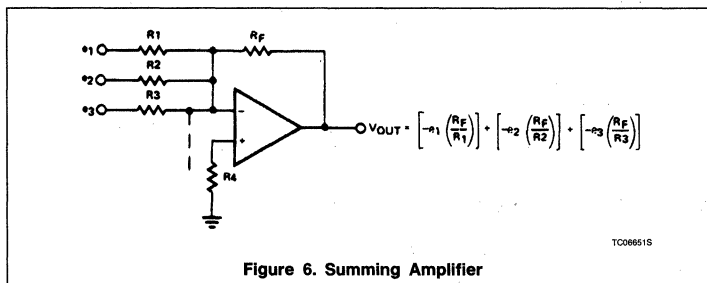 R1
RF
e1
R2
e2
R3
e3
−
+
R4
VOUT = [-e1 (RF/R1)] + [-e2 (RF/R2)] + [-e3 (RF/R3)]
TC06651S
Figure 6. Summing Amplifier